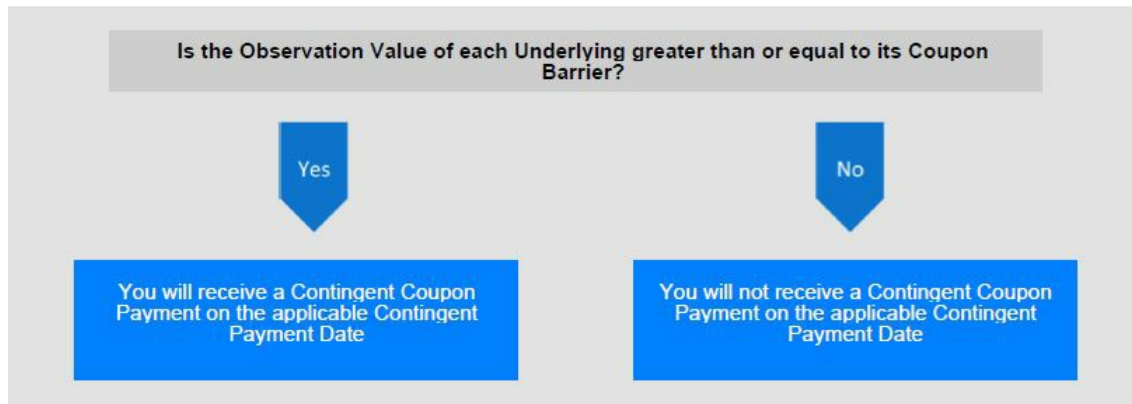 Is the Observation Value of each Underlying greater than or equal to its Coupon
Barrier?
Yes
No
You will receive a Contingent Coupon
Payment on the applicable Contingent
Payment Date
You will not receive a Contingent Coupon
Payment on the applicable Contingent
Payment Date